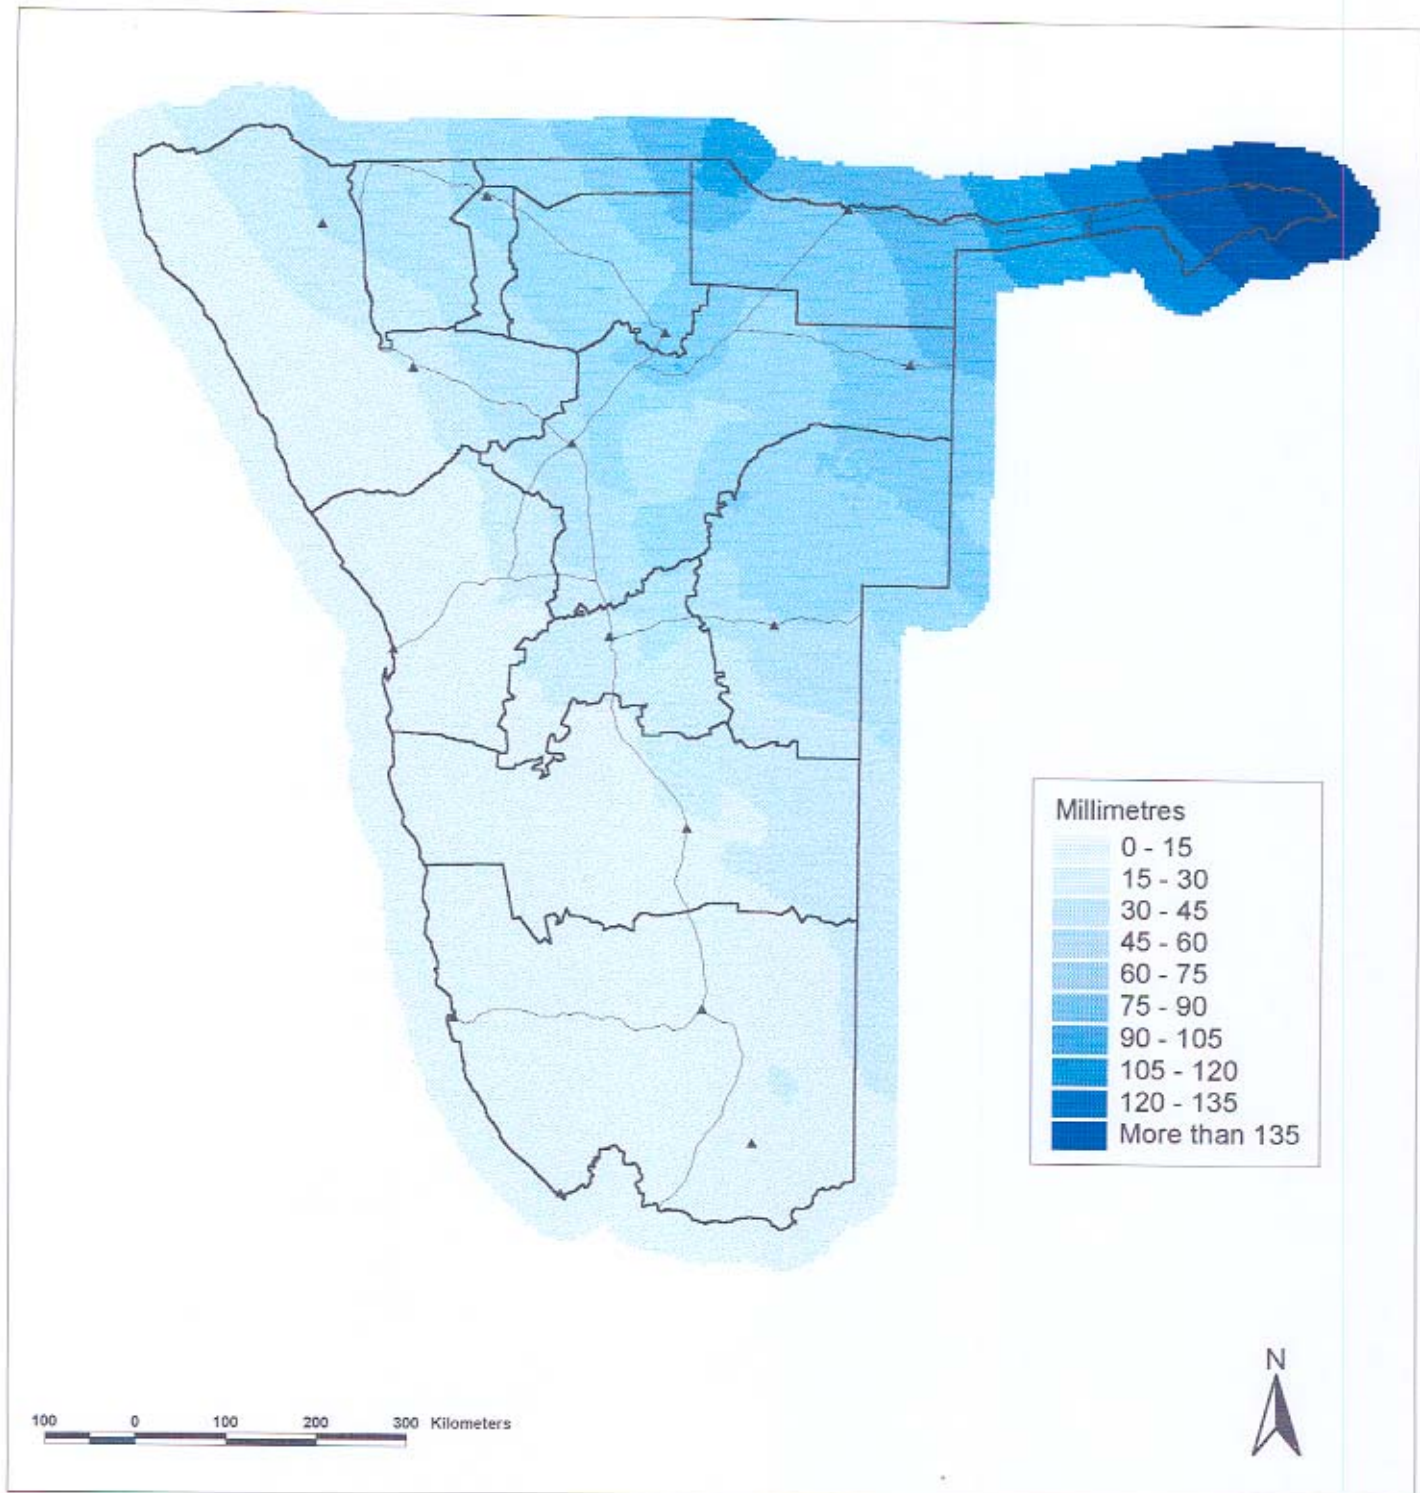 Millimetres
0 - 15
15 - 30
30 - 45
45 - 60
60 - 75
75 - 90
90 - 105
105 - 120
120 - 135
More than 135
N
100 0 100 200 300 Kilometers